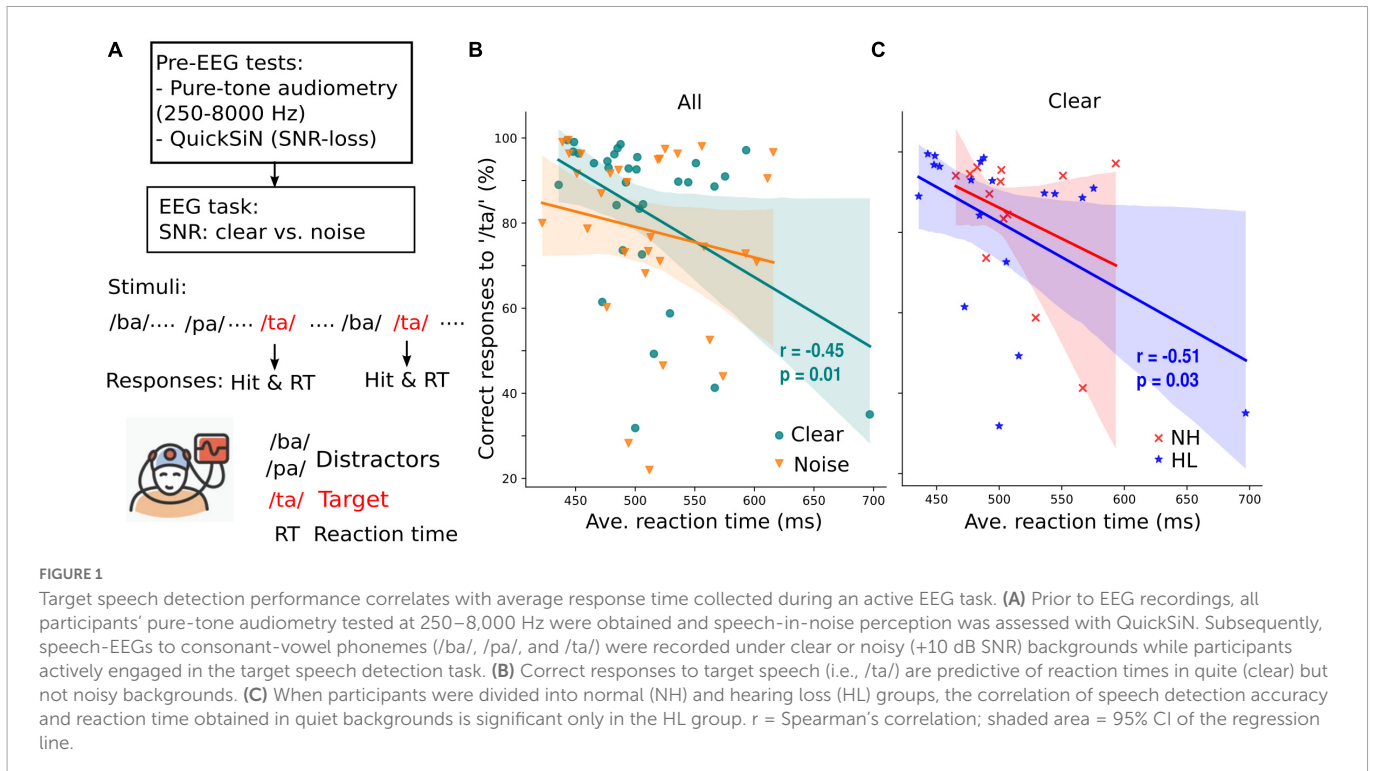 A
Pre-EEG tests:
- Pure-tone audiometry
(250-8000 Hz)
- QuickSiN (SNR-loss)
EEG task:
SNR: clear vs. noise
Stimuli:
/ba/.... /pa/.... /ta/ .... /ba/ /ta/ ....
Responses: Hit & RT Hit & RT
/ba/
/pa/ Distractors
/ta/ Target
RT Reaction time
B
All
Correct responses to '/ta/' (%)
100
80
60
40
20
r = -0.45
p = 0.01
Clear
Noise
450 500 550 600 650 700
Ave. reaction time (ms)
C
Clear
r = -0.51
p = 0.03
NH
HL
450 500 550 600 650 700
Ave. reaction time (ms)
FIGURE 1
Target speech detection performance correlates with average response time collected during an active EEG task. (A) Prior to EEG recordings, all
participants' pure-tone audiometry tested at 250–8,000 Hz were obtained and speech-in-noise perception was assessed with QuickSiN. Subsequently,
speech-EEGs to consonant-vowel phonemes (/ba/, /pa/, and /ta/) were recorded under clear or noisy (+10 dB SNR) backgrounds while participants
actively engaged in the target speech detection task. (B) Correct responses to target speech (i.e., /ta/) are predictive of reaction times in quite (clear) but
not noisy backgrounds. (C) When participants were divided into normal (NH) and hearing loss (HL) groups, the correlation of speech detection accuracy
and reaction time obtained in quiet backgrounds is significant only in the HL group. r = Spearman's correlation; shaded area = 95% CI of the regression
line.